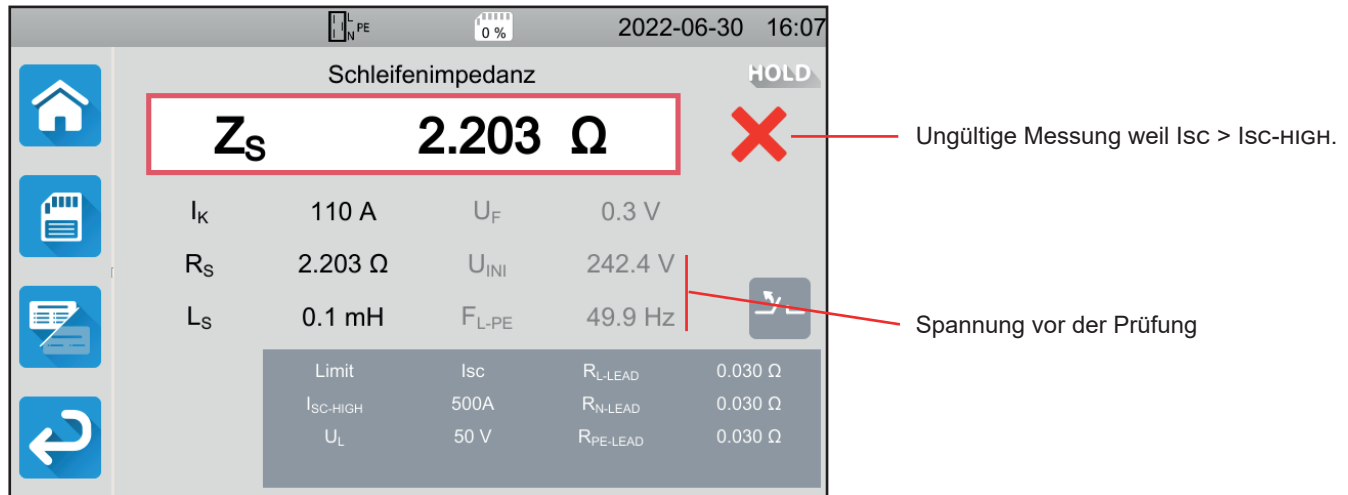 L
N PE
0 %
2022-06-30 16:07
Schleifenimpedanz
HOLD
ZS 2.203 Ω
Ungültige Messung weil ISC > ISC-HIGH.
IK 110 A UF 0.3 V
RS 2.203 Ω UINI 242.4 V
LS 0.1 mH FL-PE 49.9 Hz
Spannung vor der Prüfung
Limit Isc RL-LEAD 0.030 Ω
ISC-HIGH 500A RN-LEAD 0.030 Ω
UL 50 V RPE-LEAD 0.030 Ω